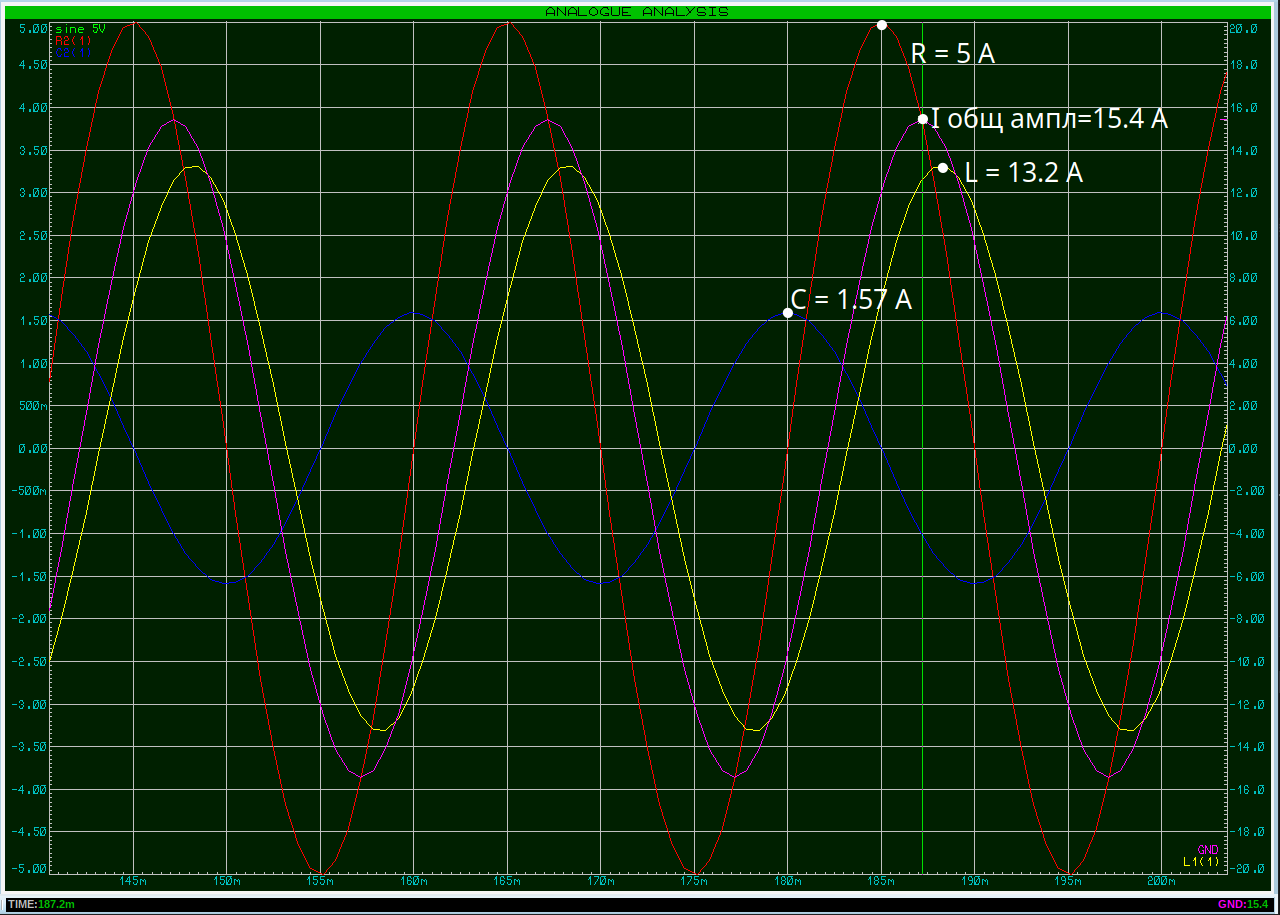 ANALOGUE ANALYSIS
sine 5V
R2(1)
C2(1)
5.00
4.50
4.00
3.50
3.00
2.50
2.00
1.50
1.00
500m
0.00
-500m
-1.00
-1.50
-2.00
-2.50
-3.00
-3.50
-4.00
-4.50
-5.00
R = 5 A
I общ ампл=15.4 A
L = 13.2 A
C = 1.57 A
20.0
18.0
16.0
14.0
12.0
10.0
8.00
6.00
4.00
2.00
0.00
-2.00
-4.00
-6.00
-8.00
-10.0
-12.0
-14.0
-16.0
-18.0
-20.0
GND
L1(1)
145m 150m 155m 160m 165m 170m 175m 180m 185m 190m 195m 200m
TIME:187.2m GND:15.4